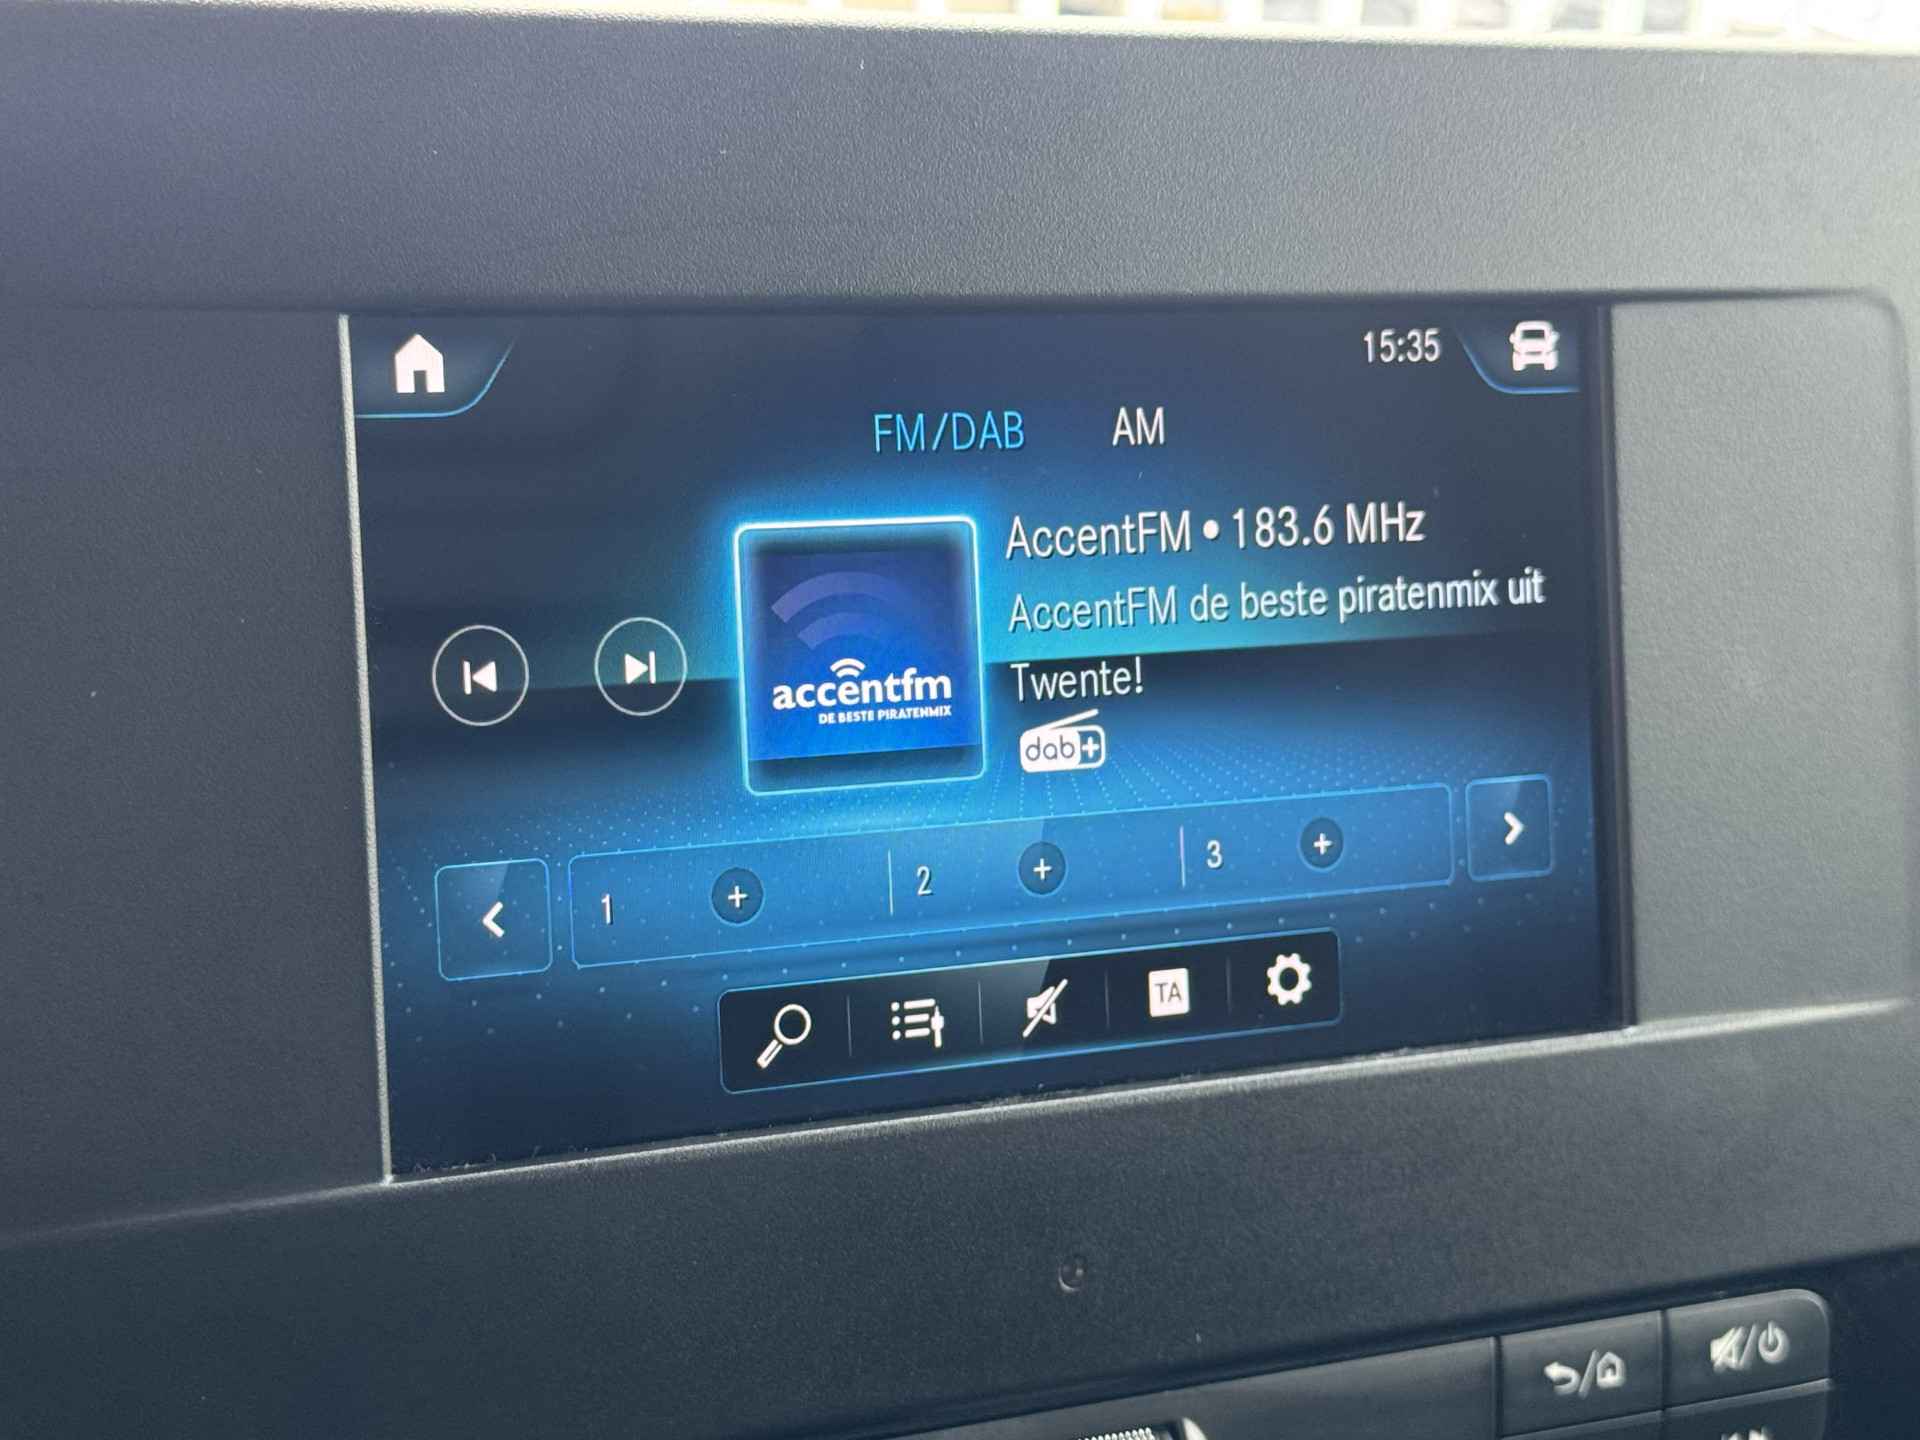 15:35
FM/DAB AM
AccentFM • 183.6 MHz
AccentFM de beste piratenmix uit
Twente!
dab+
accentfm
DE BESTE PIRATENMIX
1 + 2 + 3 +
TA